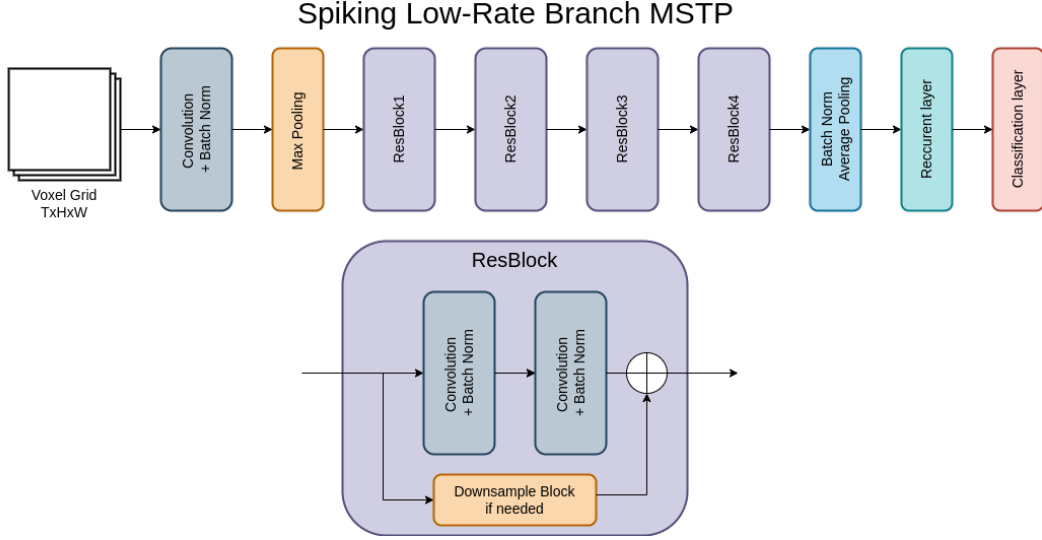 Spiking Low-Rate Branch MSTP
Voxel Grid
TxHxW
Convolution
+ Batch Norm
Max Pooling
ResBlock1
ResBlock2
ResBlock3
ResBlock4
Batch Norm
Average Pooling
Reccurent layer
Classification layer
ResBlock
Convolution
+ Batch Norm
Convolution
+ Batch Norm
Downsample Block
if needed